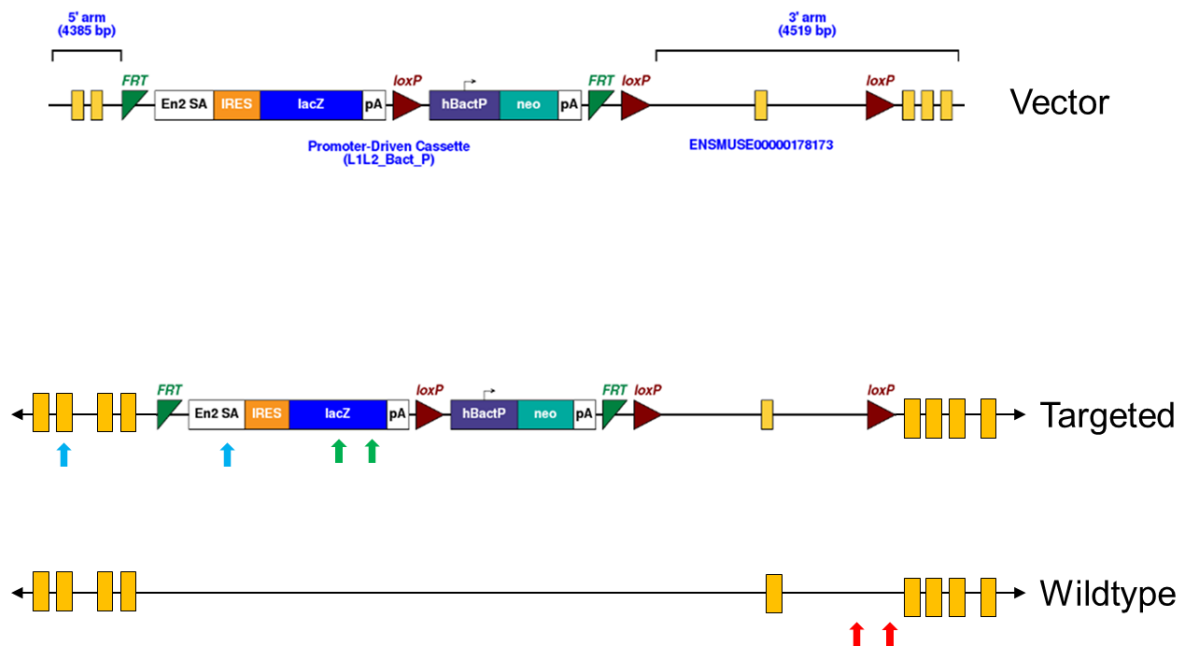 5' arm
(4385 bp)
3' arm
(4519 bp)
FRT
loxP
FRT
loxP
loxP
En2 SA
IRES
lacZ
pA
hBactP
neo
pA
Vector
Promoter-Driven Cassette
(L1L2_Bact_P)
ENSMUSE00000178173
FRT
loxP
FRT
loxP
loxP
En2 SA
IRES
lacZ
pA
hBactP
neo
pA
Targeted
Wildtype